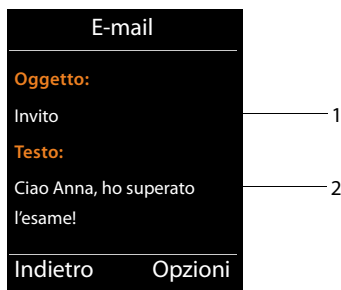 E-mail
Oggetto:
Invito
1
Testo:
Ciao Anna, ho superato
2
l'esame!
Indietro Opzioni